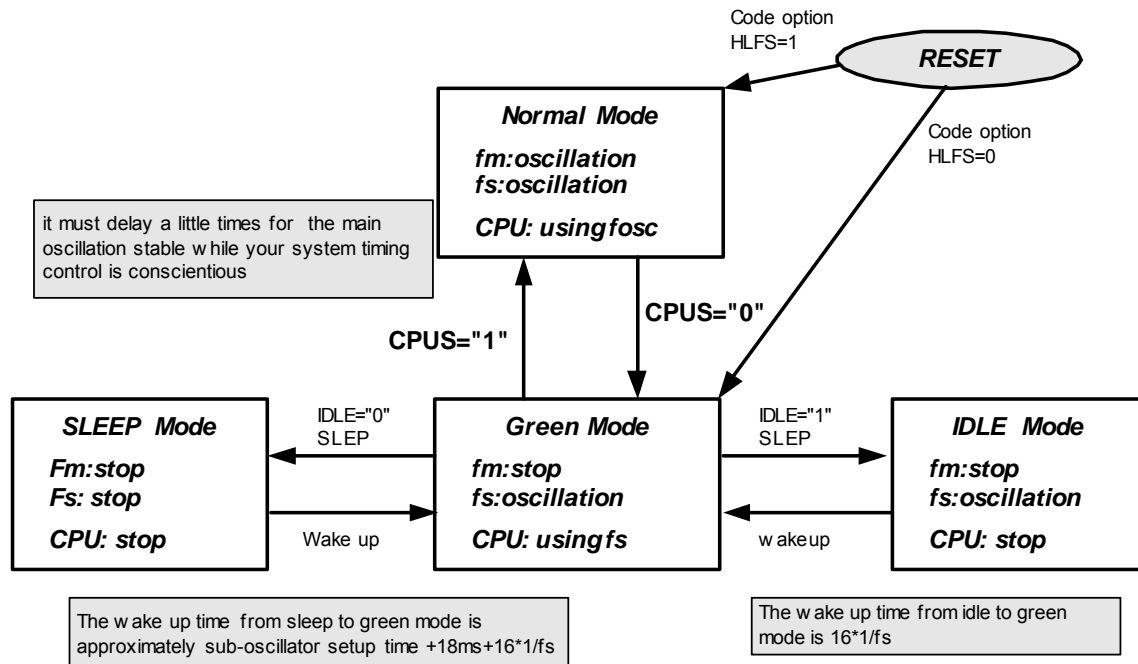 Code option
HLFS=1
RESET
Normal Mode
fm:oscillation
fs:oscillation
CPU: using fosc
Code option
HLFS=0
it must delay a little times for the main
oscillation stable while your system timing
control is conscientious
CPUS="1"
CPUS="0"
SLEEP Mode
Fm:stop
Fs: stop
CPU: stop
IDLE="0"
SLEP
Wake up
Green Mode
fm:stop
fs:oscillation
CPU: using fs
IDLE="1"
SLEP
wakeup
IDLE Mode
fm:stop
fs:oscillation
CPU: stop
The wake up time from sleep to green mode is
approximately sub-oscillator setup time +18ms+16*1/fs
The wake up time from idle to green
mode is 16*1/fs